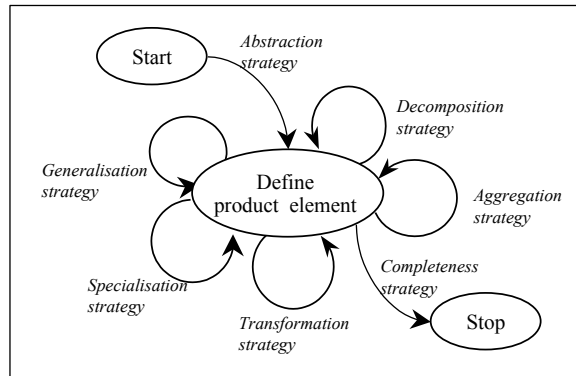 Start
Abstraction
strategy
Decomposition
strategy
Generalisation
strategy
Define
product element
Aggregation
strategy
Specialisation
strategy
Transformation
strategy
Completeness
strategy
Stop